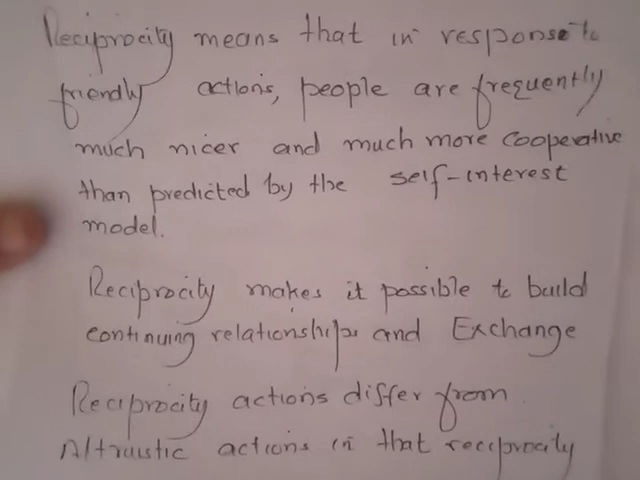 Reciprocity means that in response to
friendly actions, people are frequently
much nicer and much more cooperative
than predicted by the self-interest
model.
Reciprocity makes it possible to build
continuing relationships and Exchange
Reciprocity actions differ from
Altruistic actions in that reciprocity